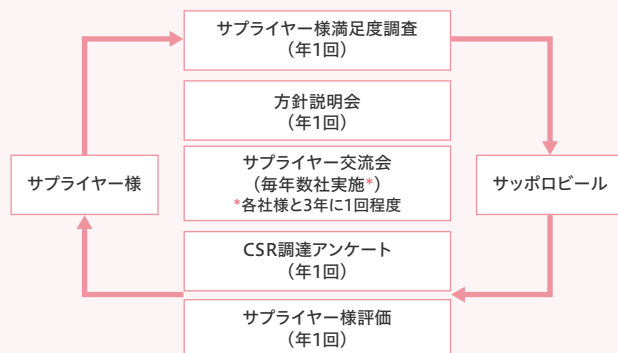 サプライヤー様満足度調査
（年1回）
方針説明会
（年1回）
サプライヤー様
サプライヤー交流会
（毎年数社実施*）
*各社様と3年に1回程度
サッポロビール
CSR調達アンケート
（年1回）
サプライヤー様評価
（年1回）